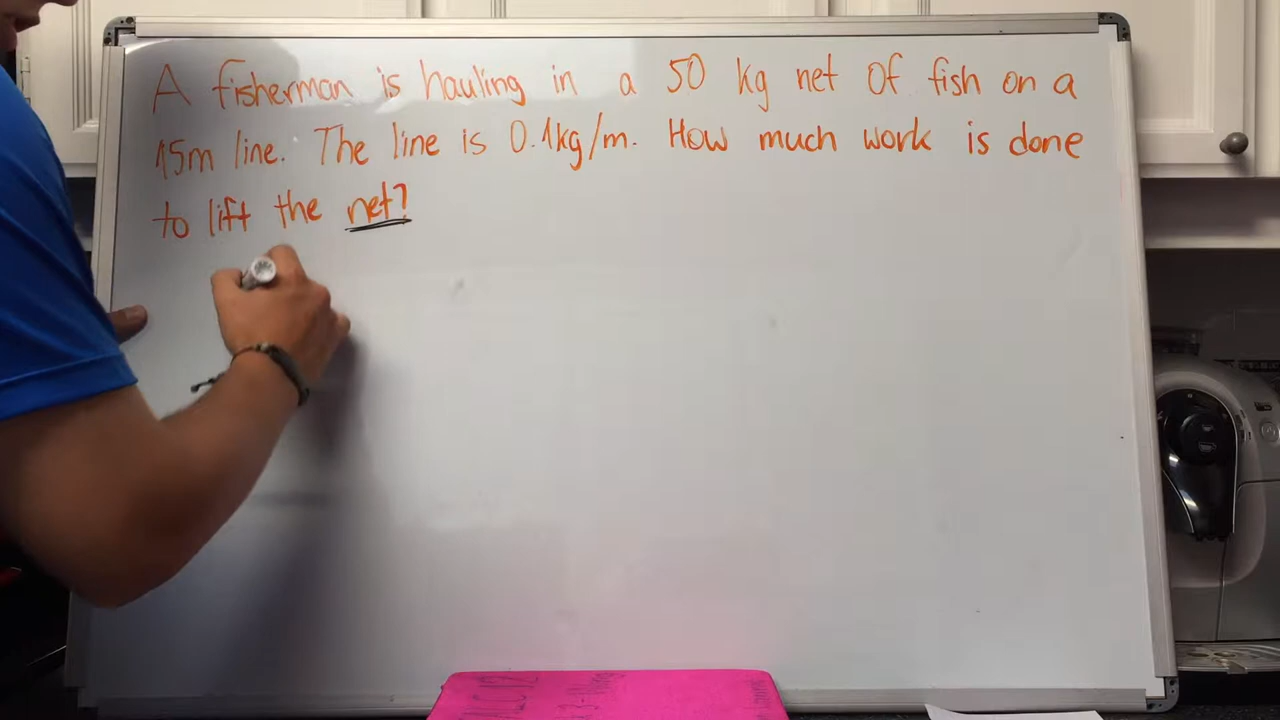 A fisherman is hauling in a 50 kg net of fish on a
15m line. The line is 0.1kg/m. How much work is done
to lift the net?